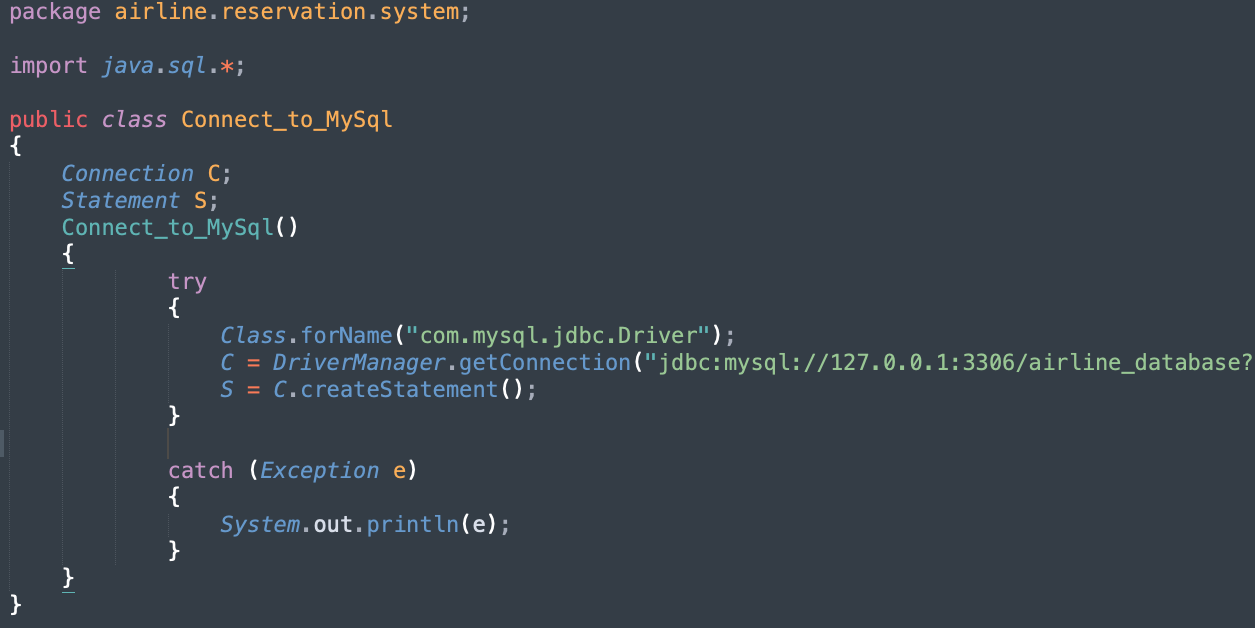 package airline.reservation.system;
import java.sql.*;
public class Connect_to_MySql
{
Connection C;
Statement S;
Connect_to_MySql()
{
try
{
Class.forName("com.mysql.jdbc.Driver");
C = DriverManager.getConnection("jdbc:mysql://127.0.0.1:3306/airline_database?
S = C.createStatement();
}
catch (Exception e)
{
System.out.println(e);
}
}
}